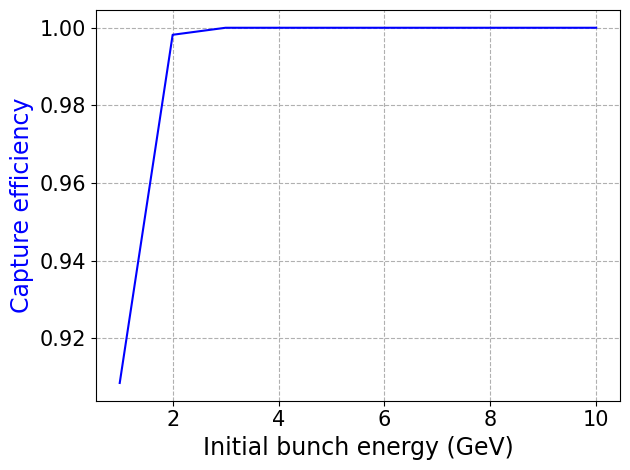 Capture efficiency
1.00
0.98
0.96
0.94
0.92
2 4 6 8 10
Initial bunch energy (GeV)